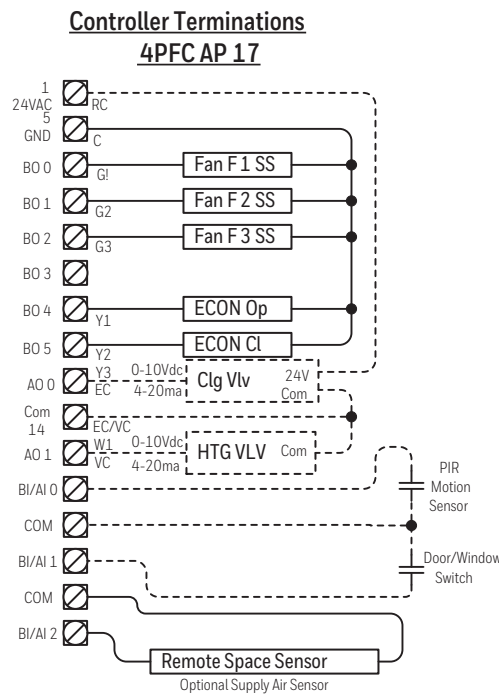 Controller Terminations
4PFC AP 17
1
24VAC
RC
5
GND
C
BO 0
G!
Fan F 1 SS
BO 1
G2
Fan F 2 SS
BO 2
G3
Fan F 3 SS
BO 3
BO 4
Y1
ECON Op
BO 5
Y2
ECON Cl
AO 0
Y3
EC
0-10Vdc
4-20ma
Clg Vlv
24V
Com
Com
14
EC/VC
AO 1
W1
VC
0-10Vdc
4-20ma
HTG VLV
Com
BI/AI 0
PIR
Motion
Sensor
COM
BI/AI 1
Door/Window
Switch
COM
BI/AI 2
Remote Space Sensor
Optional Supply Air Sensor